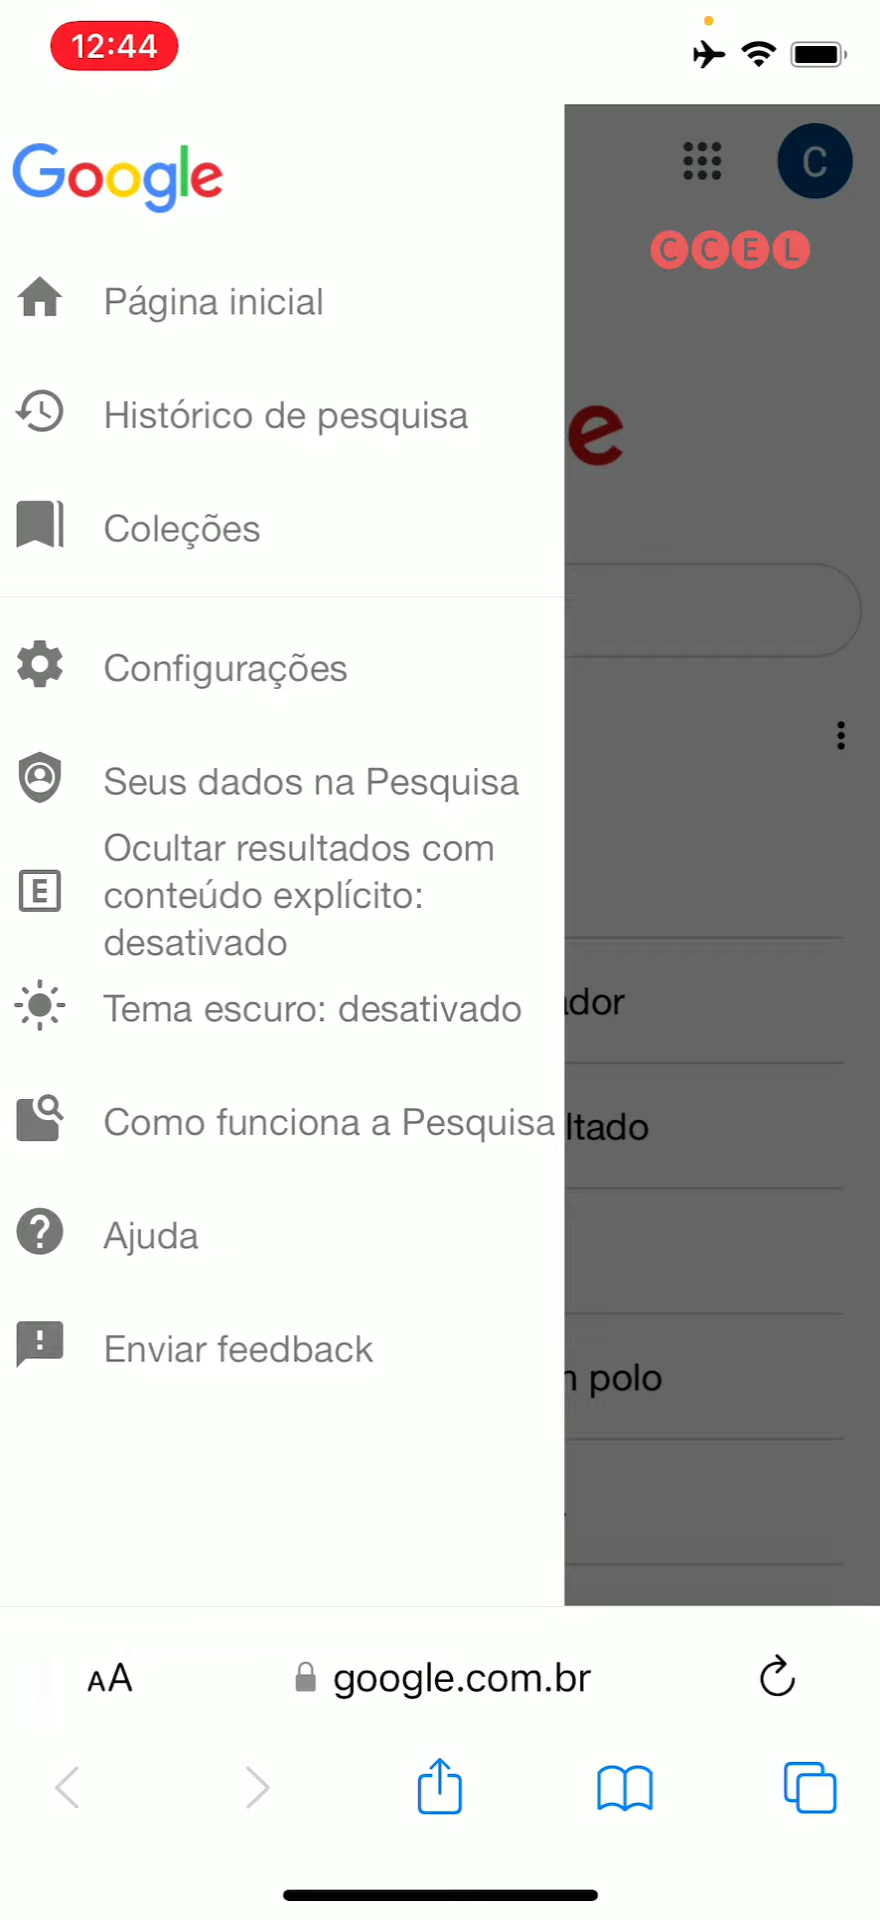 12:44
Google
C
CCEL
Página inicial
Histórico de pesquisa
e
Coleções
Configurações
Seus dados na Pesquisa
Ocultar resultados com
conteúdo explícito:
desativado
E
Tema escuro: desativado
dor
Como funciona a Pesquisa
ltado
Ajuda
Enviar feedback
polo
AA
google.com.br